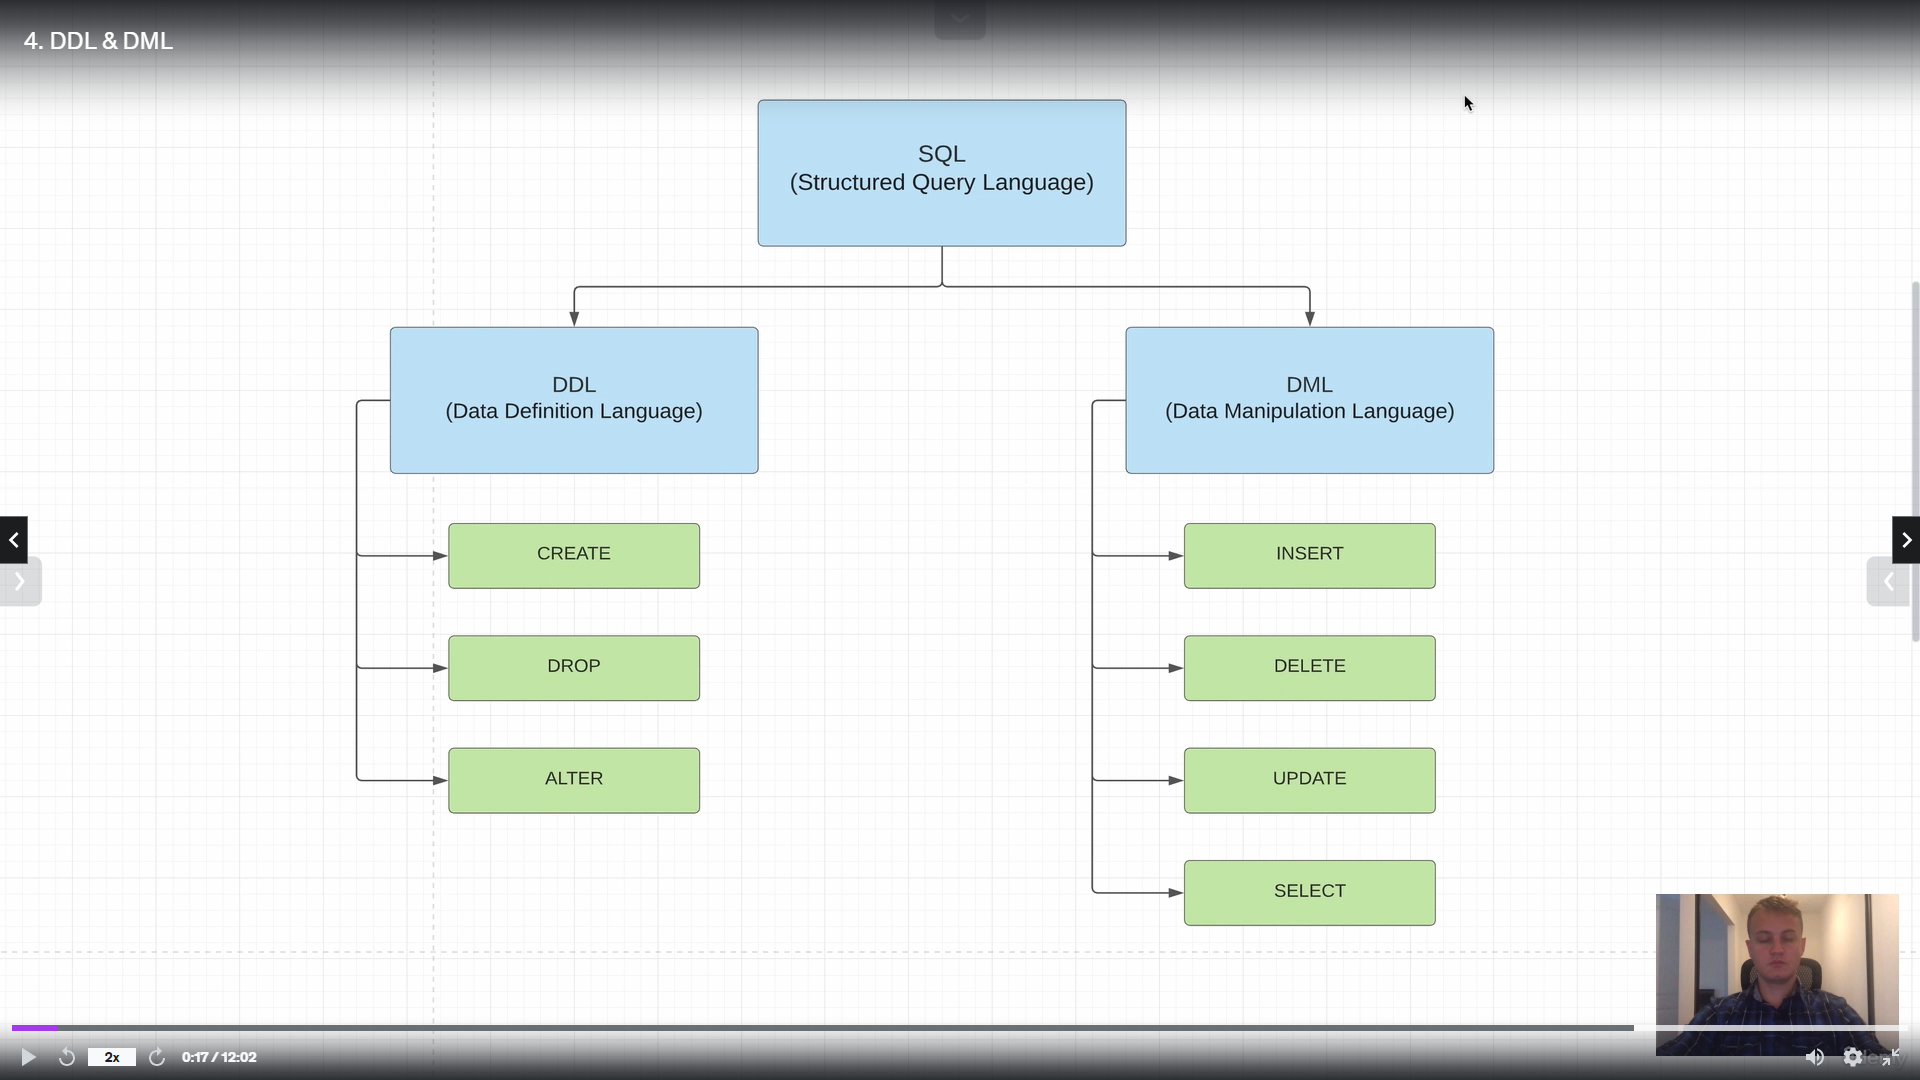 4. DDL & DML
SQL
(Structured Query Language)
DDL
(Data Definition Language)
DML
(Data Manipulation Language)
CREATE
DROP
ALTER
INSERT
DELETE
UPDATE
SELECT
2x
0:17 / 12:02